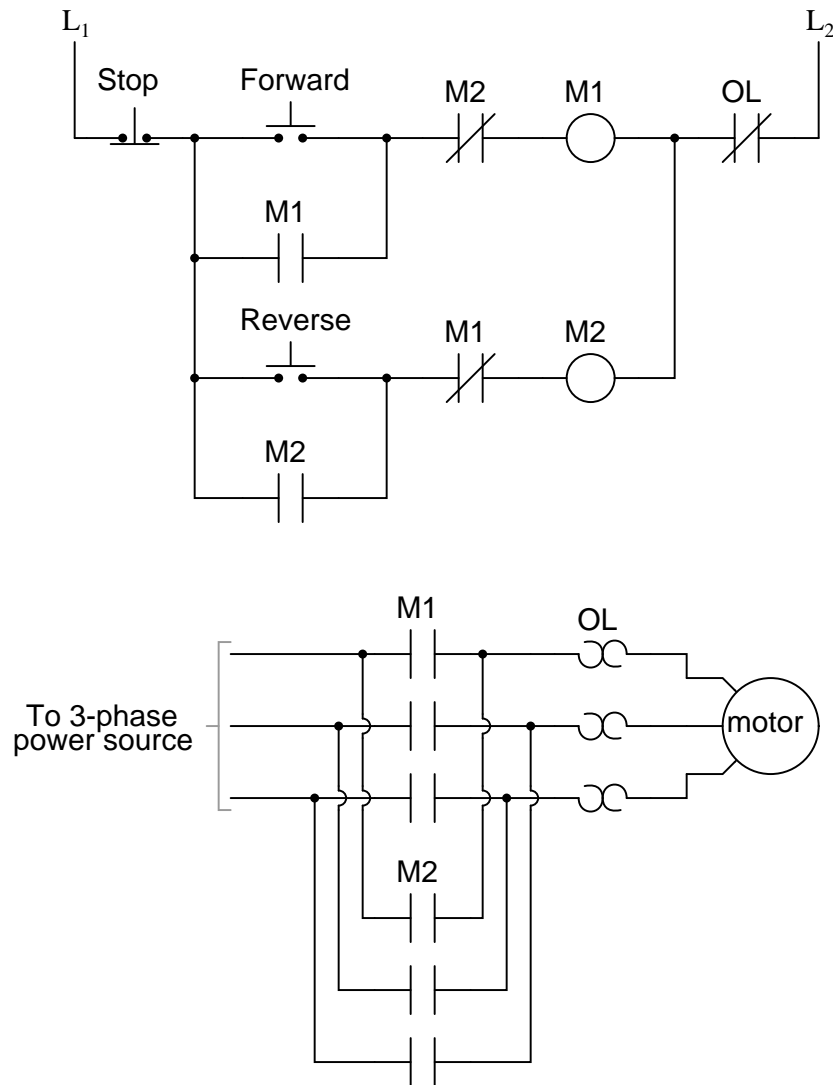 L1
L2
Stop
Forward
M2
M1
OL
M1
Reverse
M1
M2
M2
M1
OL
To 3-phase
power source
motor
M2